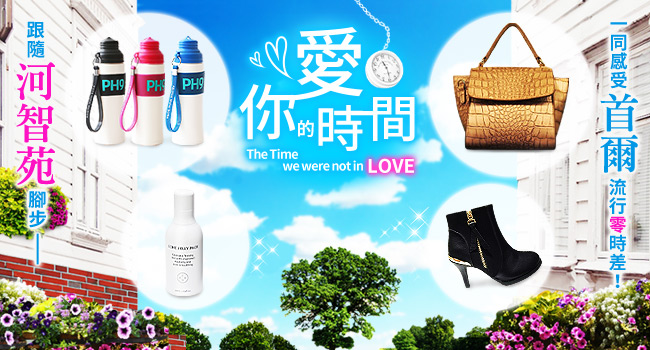 跟隨河智苑腳步—
PH9
PH9
PH9
愛
你的時間
The Time
we were not in LOVE
一同感受首爾流行零時差！